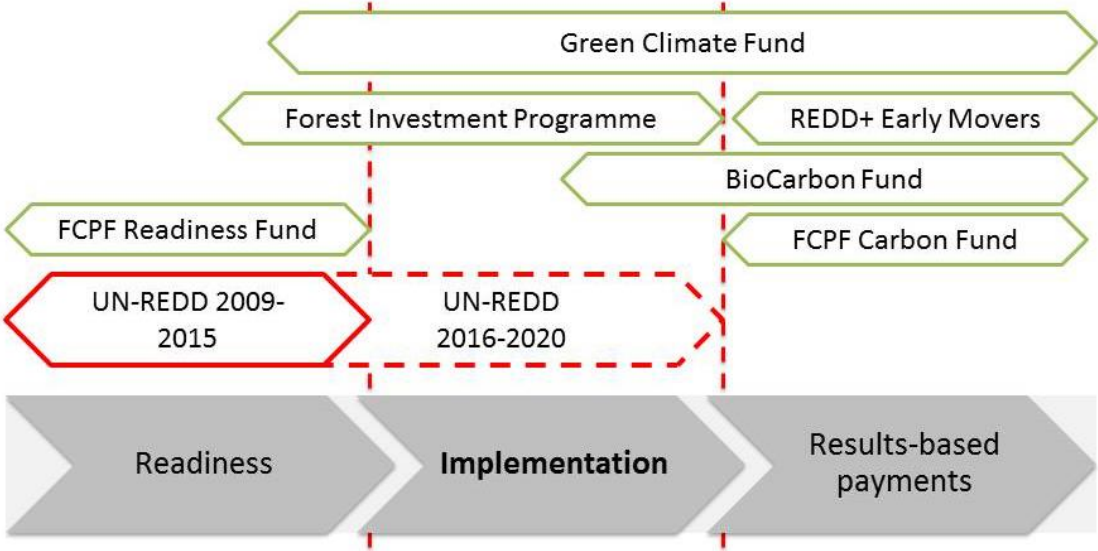 Green Climate Fund
Forest Investment Programme
REDD+ Early Movers
BioCarbon Fund
FCPF Readiness Fund
FCPF Carbon Fund
UN-REDD 2009-
2015
UN-REDD
2016-2020
Readiness
Implementation
Results-based
payments